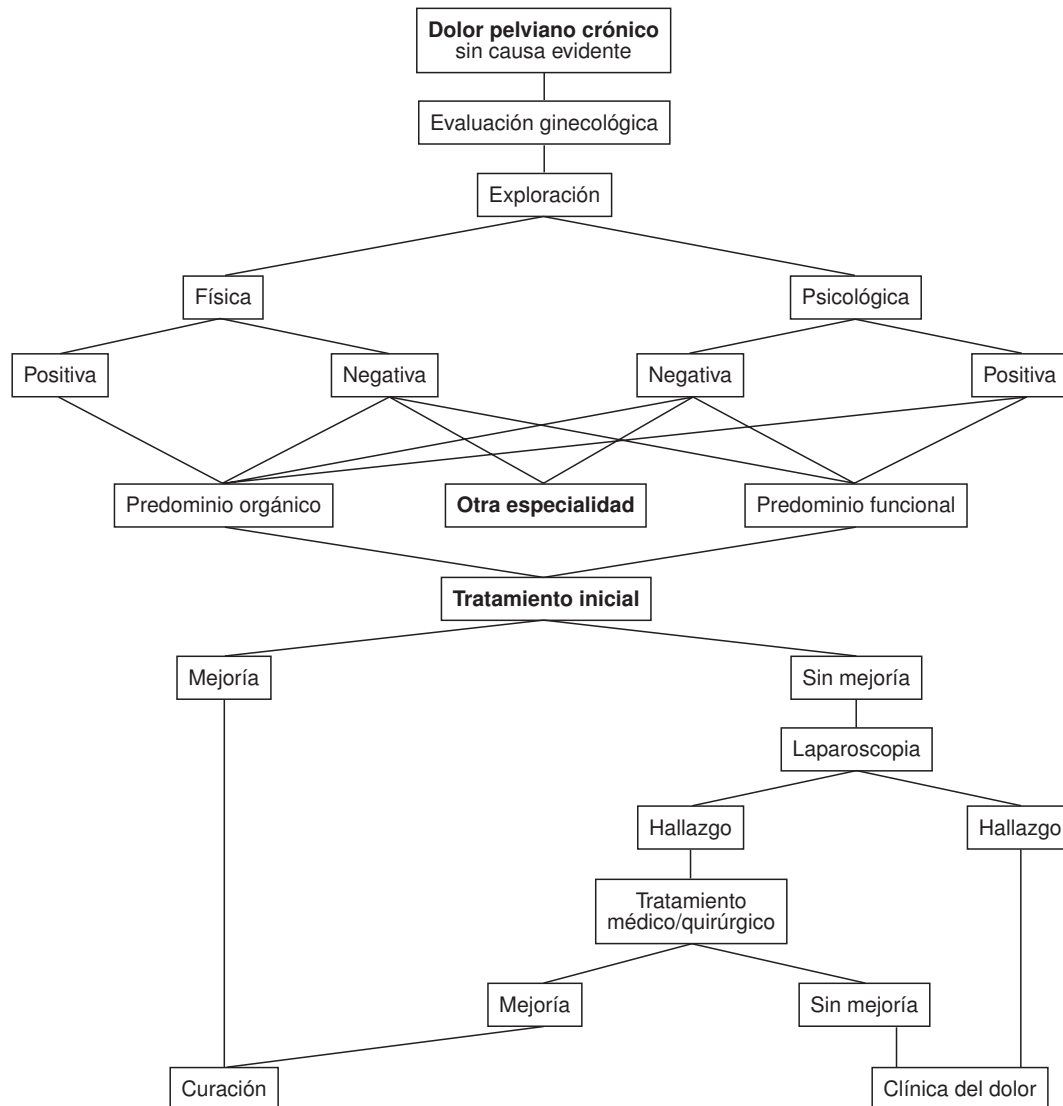 Dolor pelviano crónico
sin causa evidente
Evaluación ginecológica
Exploración
Física
Psicológica
Positiva
Negativa
Negativa
Positiva
Predominio orgánico
Otra especialidad
Predominio funcional
Tratamiento inicial
Mejoría
Sin mejoría
Laparoscopia
Hallazgo
Hallazgo
Tratamiento
médico/quirúrgico
Mejoría
Sin mejoría
Curación
Clínica del dolor